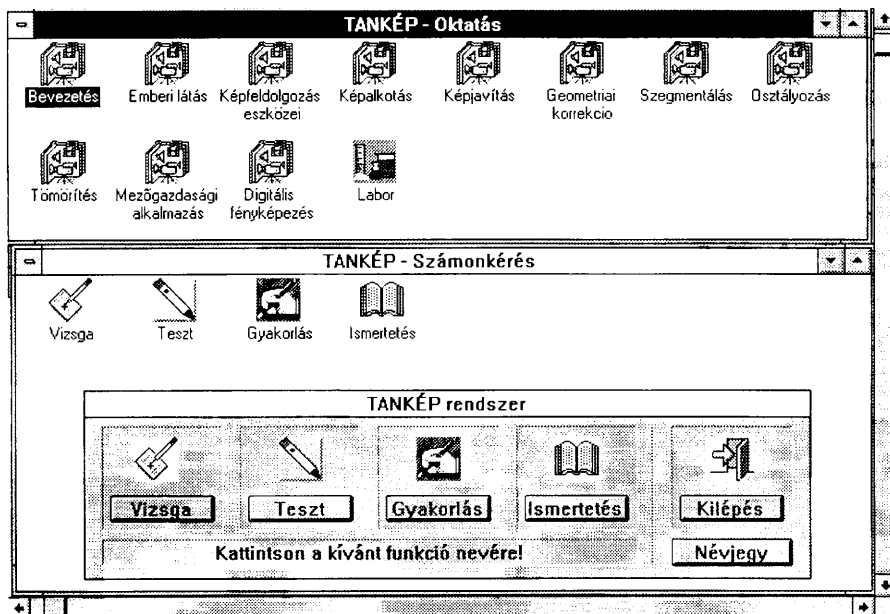 TANKÉP - Oktatás
Bevezetés
Emberi látás
Képfeldolgozás
eszközei
Képalkotás
Képjavítás
Geometriai
korrekcio
Szegmentálás
Osztályozás
Tömörítés
Mezőgazdasági
alkalmazás
Digitális
fényképezés
Labor
TANKÉP - Számonkérés
Vizsga
Teszt
Gyakorlás
Ismertetés
TANKÉP rendszer
Vizsga
Teszt
Gyakorlás
Ismertetés
Kilépés
Kattintson a kívánt funkció nevére!
Névjegy